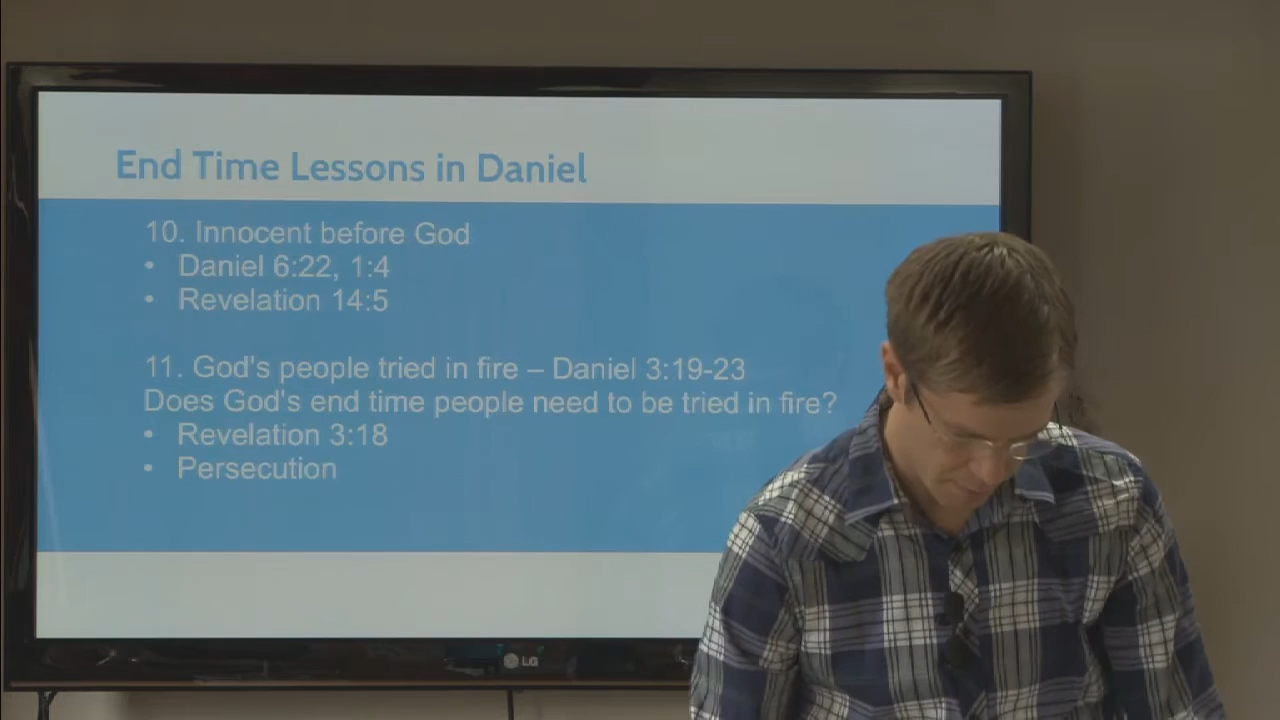 End Time Lessons in Daniel
10. Innocent before God
• Daniel 6:22, 1:4
• Revelation 14:5
11. God's people tried in fire – Daniel 3:19-23
Does God's end time people need to be tried in fire?
• Revelation 3:18
• Persecution
LG